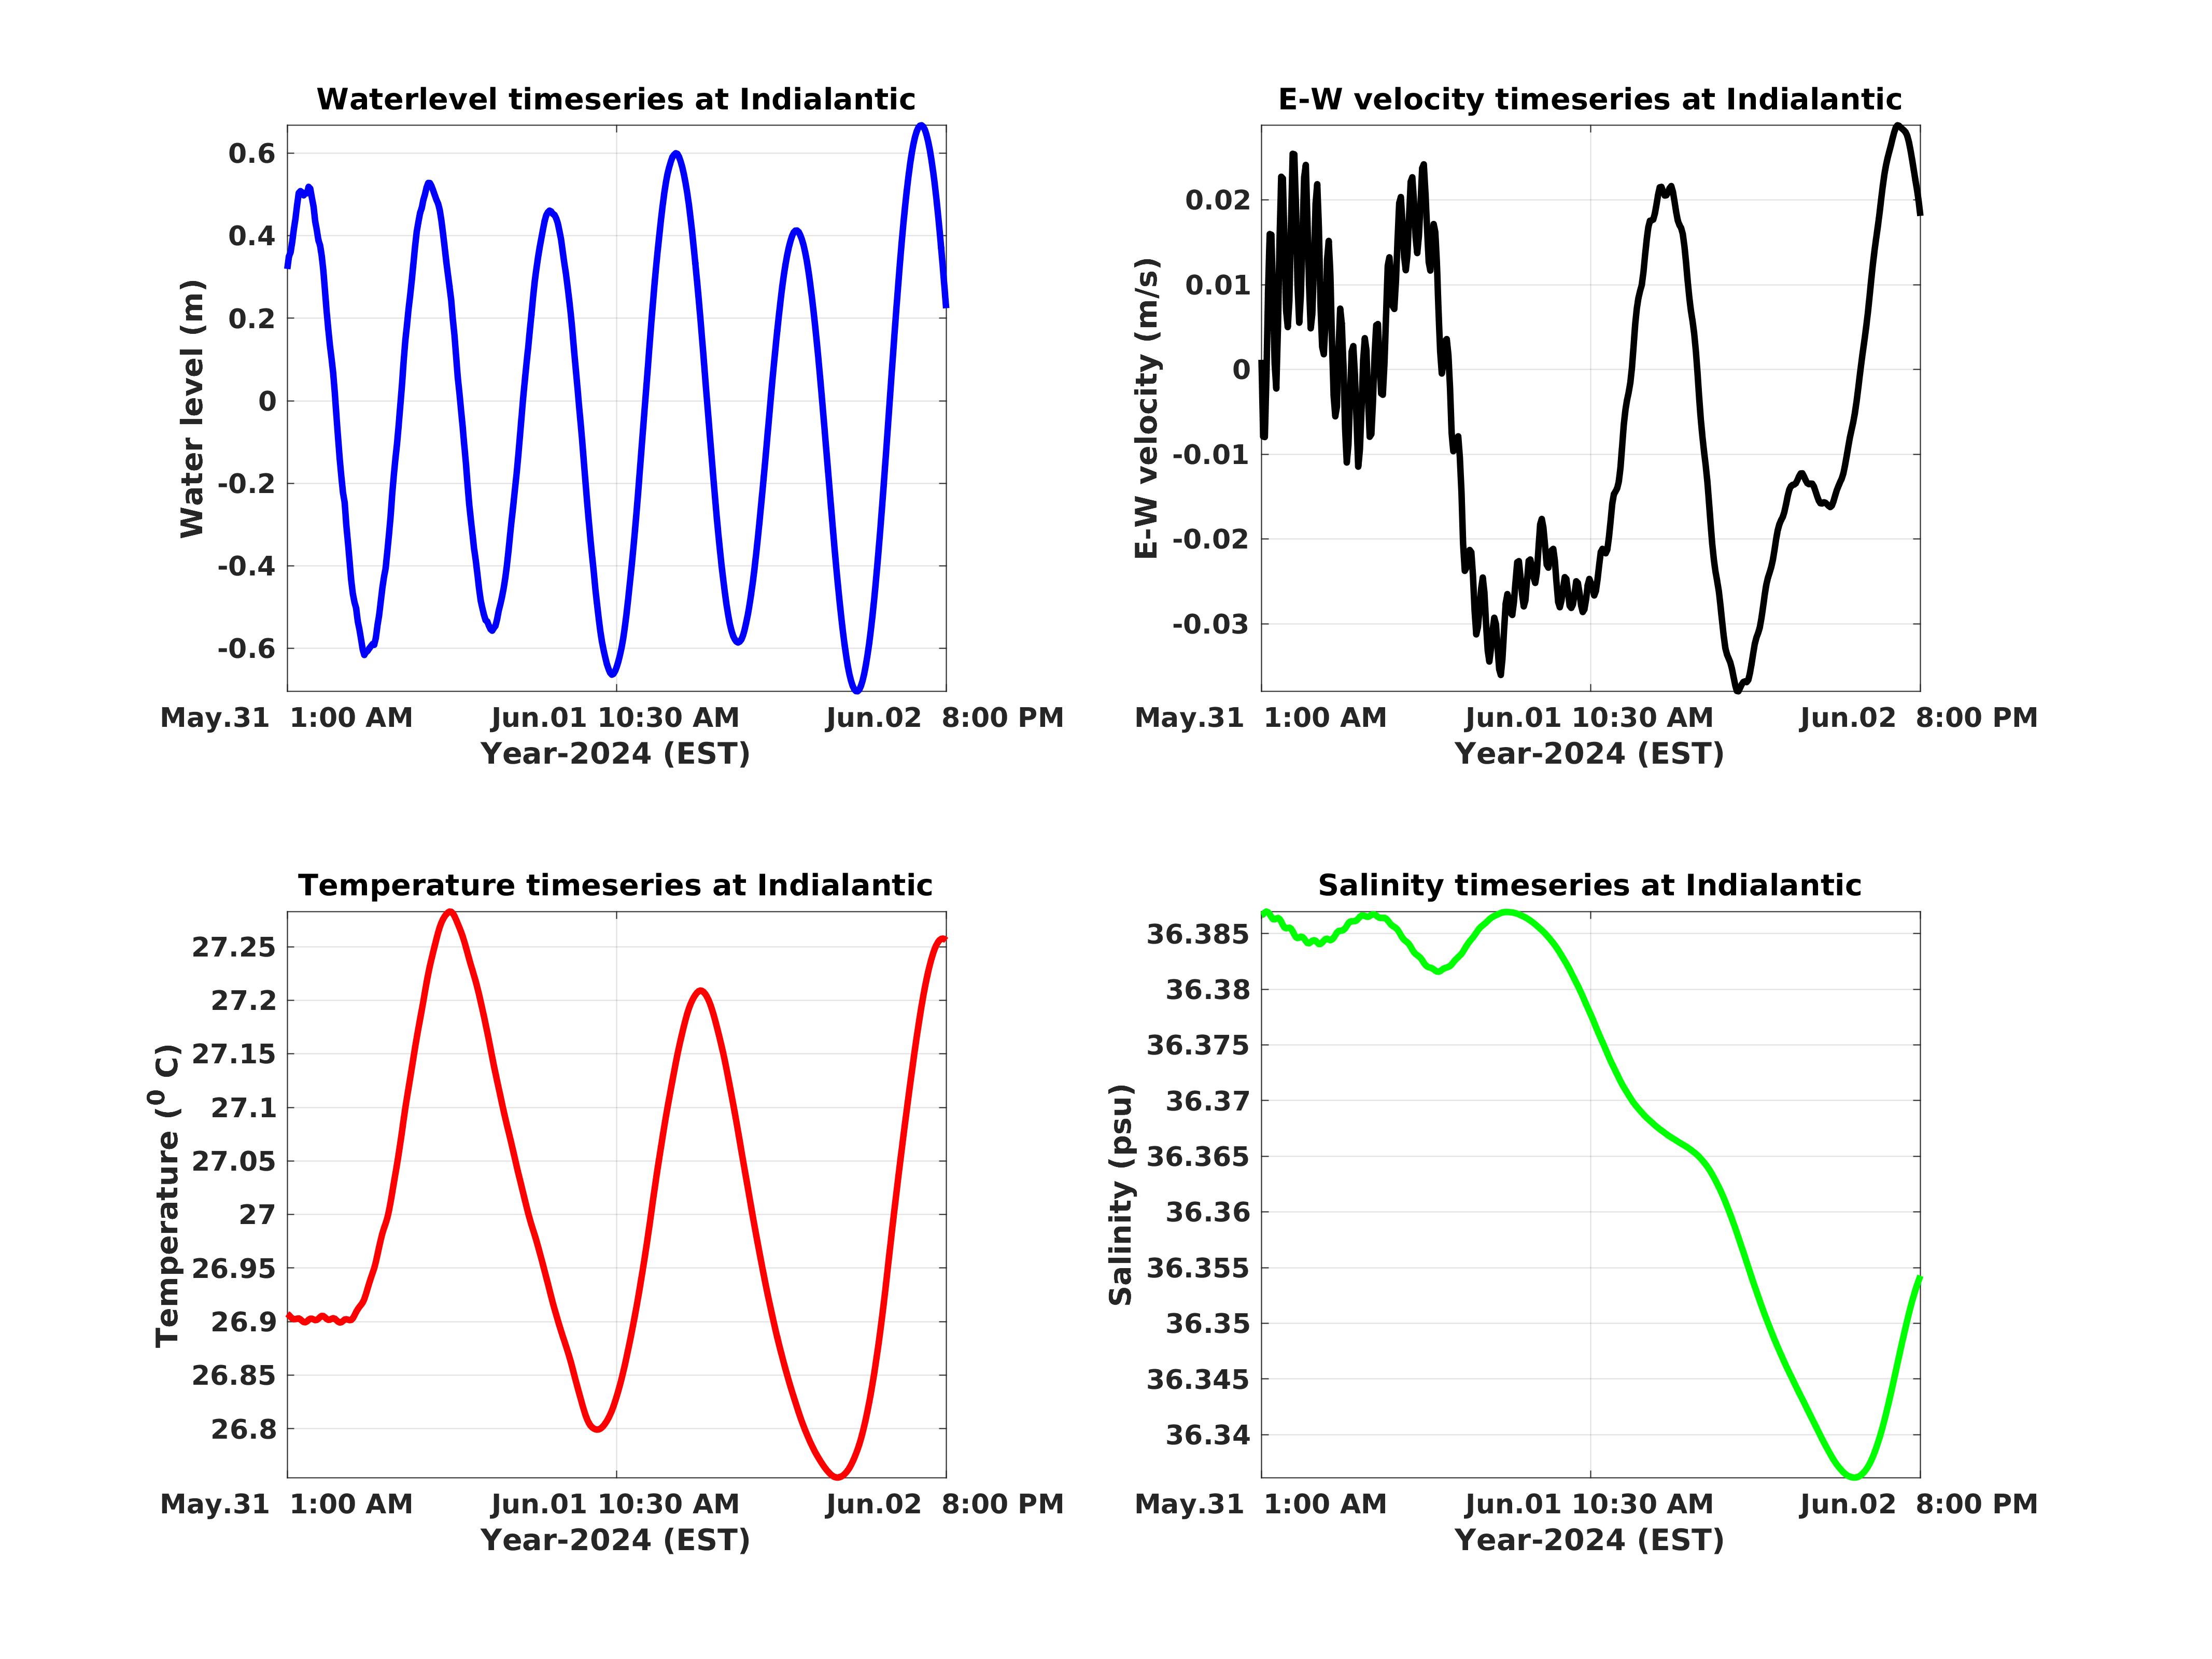 Waterlevel timeseries at Indialantic
0.6
0.4
0.2
0
-0.2
-0.4
-0.6
Water level (m)
May.31 1:00 AM Jun.01 10:30 AM Jun.02 8:00 PM
Year-2024 (EST)
E-W velocity timeseries at Indialantic
0.02
0.01
0
-0.01
-0.02
-0.03
E-W velocity (m/s)
May.31 1:00 AM Jun.01 10:30 AM Jun.02 8:00 PM
Year-2024 (EST)
Temperature timeseries at Indialantic
27.25
27.2
27.15
27.1
27.05
27
26.95
26.9
26.85
26.8
Temperature (⁰ C)
May.31 1:00 AM Jun.01 10:30 AM Jun.02 8:00 PM
Year-2024 (EST)
Salinity timeseries at Indialantic
36.385
36.38
36.375
36.37
36.365
36.36
36.355
36.35
36.345
36.34
Salinity (psu)
May.31 1:00 AM Jun.01 10:30 AM Jun.02 8:00 PM
Year-2024 (EST)